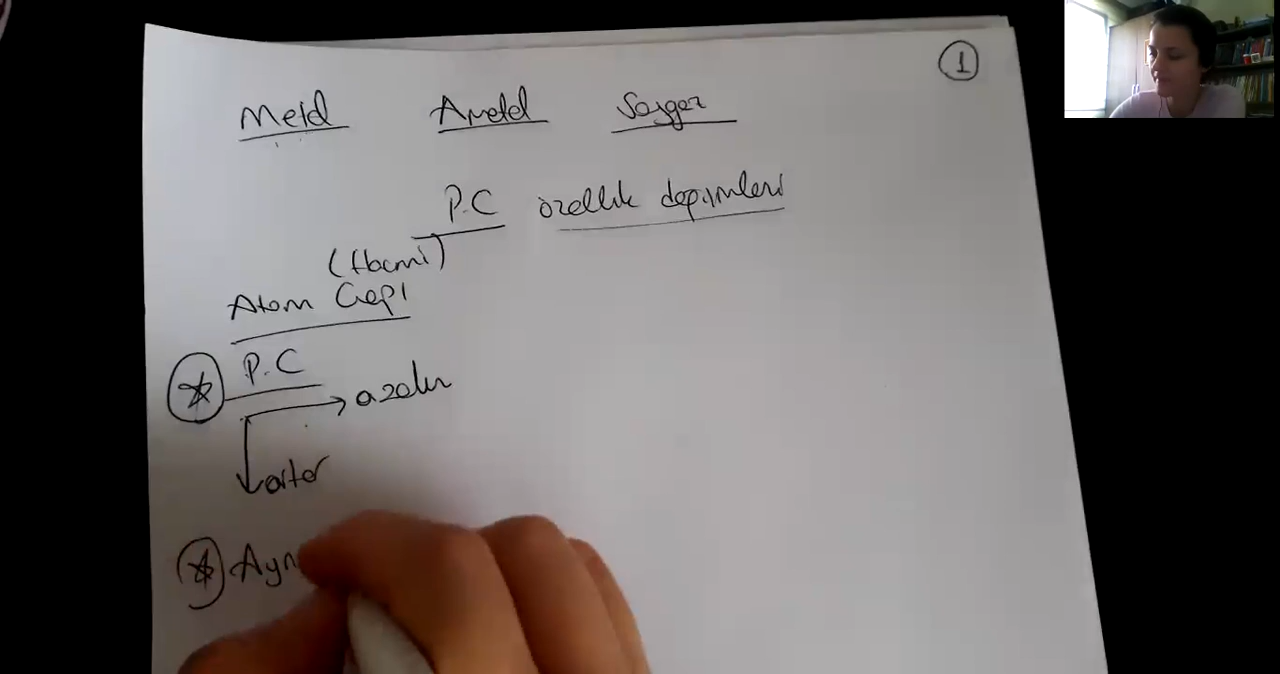 1
Metal Ametal Soygaz
P.C özellik değişimleri
(Hacmi)
Atom Çapı
P.C
azalır
artar
Ayn